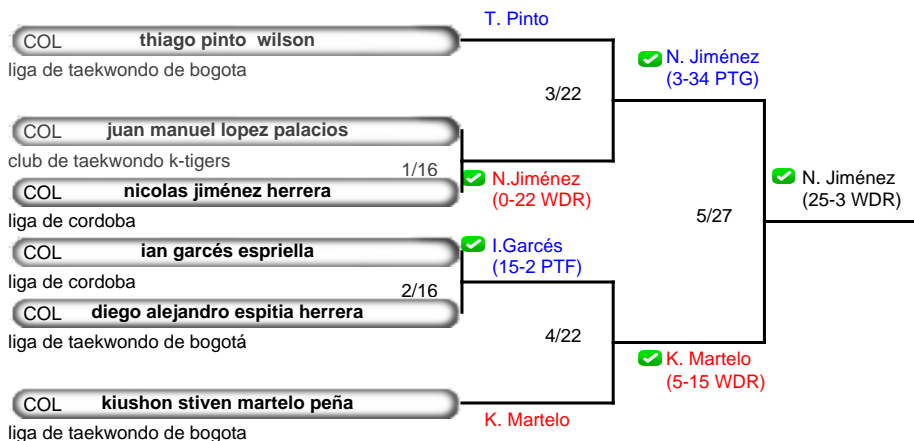 T. Pinto
COL thiago pinto wilson
liga de taekwondo de bogota
N. Jiménez
(3-34 PTG)
3/22
COL juan manuel lopez palacios
club de taekwondo k-tigers
1/16
N.Jiménez
(0-22 WDR)
COL nicolas jiménez herrera
liga de cordoba
N. Jiménez
(25-3 WDR)
5/27
COL ian garcés espriella
liga de cordoba
I.Garcés
(15-2 PTF)
2/16
COL diego alejandro espitia herrera
liga de taekwondo de bogotá
4/22
K. Martelo
(5-15 WDR)
COL kiushon stiven martelo peña
liga de taekwondo de bogota
K. Martelo